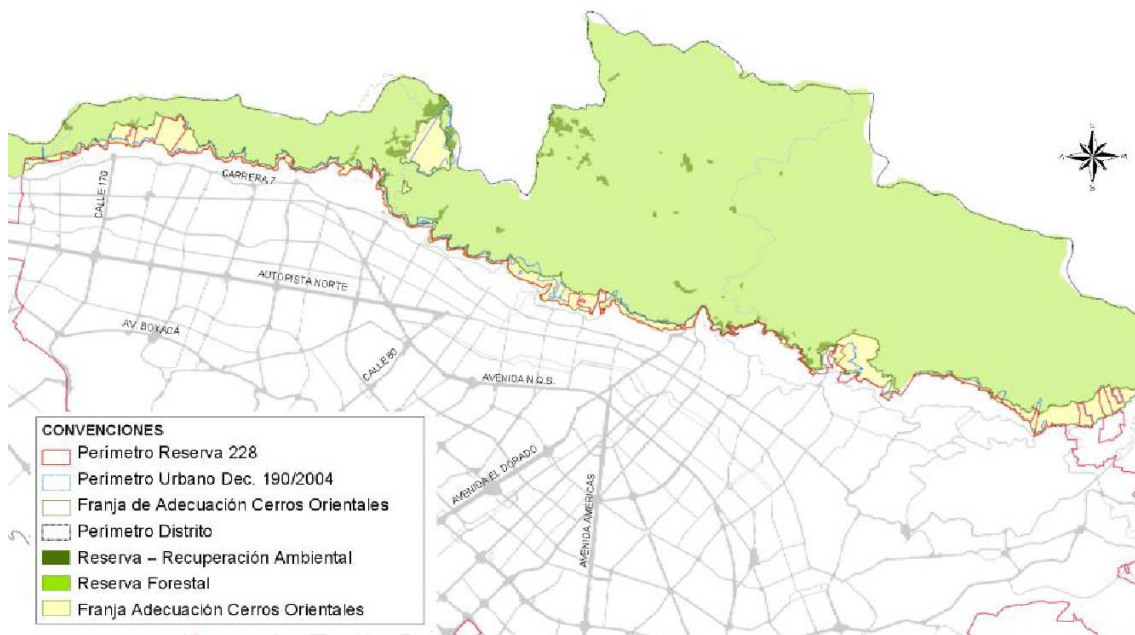 CARRERA 7
CALLE 170
AUTOPISTA NORTE
AV. BOYACÁ
CALLE 80
AVENIDA N.Q.S.
AVENIDA EL DORADO
AVENIDA AMERICAS
CONVENCIONES
Perímetro Reserva 228
Perímetro Urbano Dec. 190/2004
Franja de Adecuación Cerros Orientales
Perímetro Distrito
Reserva – Recuperación Ambiental
Reserva Forestal
Franja Adecuación Cerros Orientales